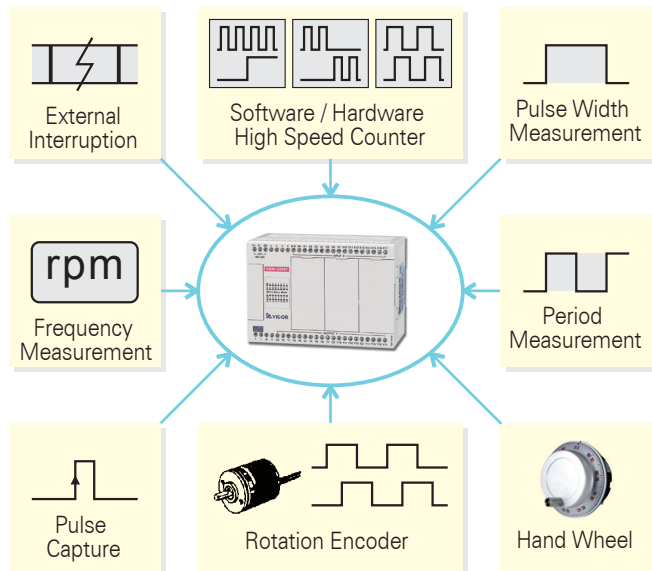 External
Interruption
Software / Hardware
High Speed Counter
Pulse Width
Measurement
rpm
Frequency
Measurement
VIGOR
Period
Measurement
Pulse
Capture
Rotation Encoder
Hand Wheel